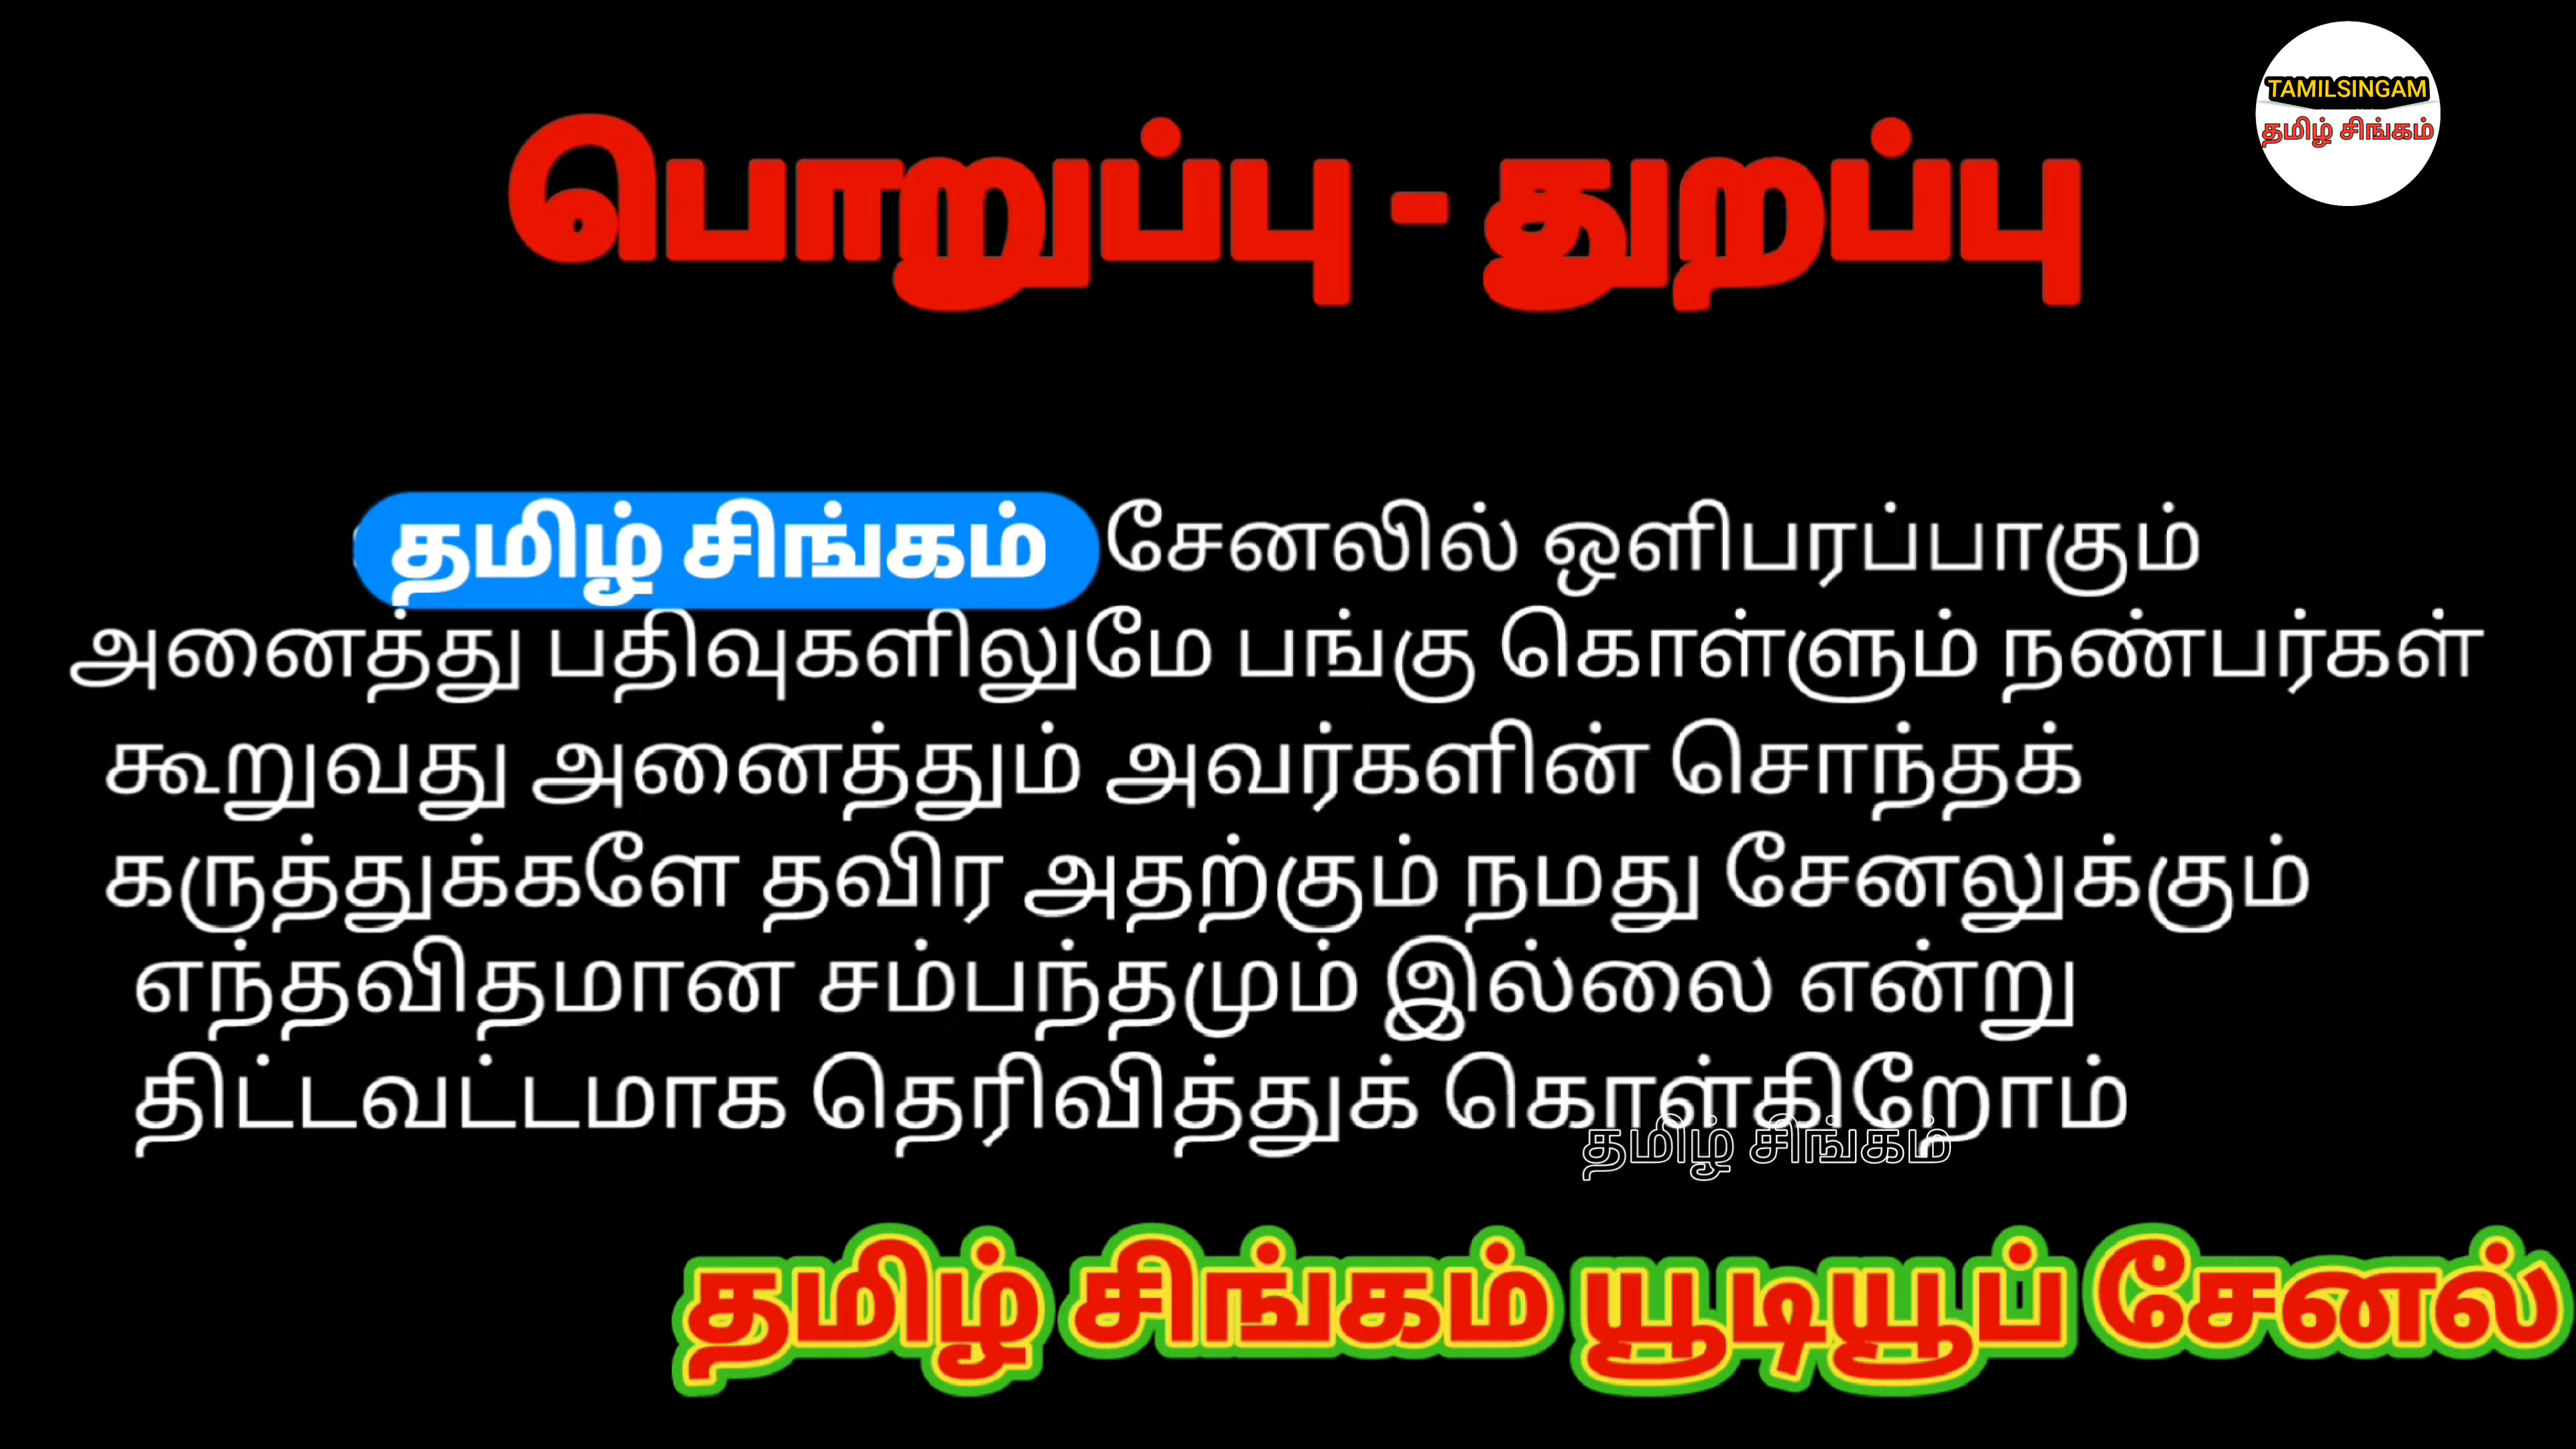 TAMILSINGAM
தமிழ் சிங்கம்
பொறுப்பு - துறப்பு
தமிழ் சிங்கம் சேனலில் ஒளிபரப்பாகும்
அனைத்து பதிவுகளிலுமே பங்கு கொள்ளும் நண்பர்கள்
கூறுவது அனைத்தும் அவர்களின் சொந்தக்
கருத்துக்களே தவிர அதற்கும் நமது சேனலுக்கும்
எந்தவிதமான சம்பந்தமும் இல்லை என்று
திட்டவட்டமாக தெரிவித்துக் கொள்கிறோம்
தமிழ் சிங்கம்
தமிழ் சிங்கம் யூடியூப் சேனல்